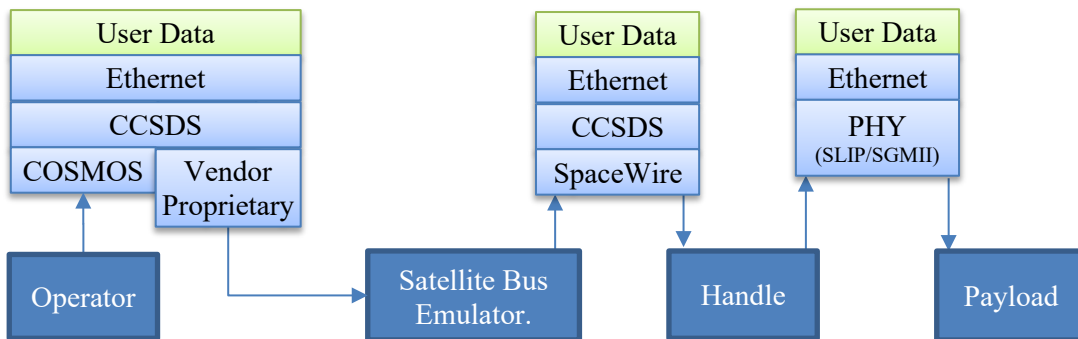 User Data
Ethernet
CCSDS
COSMOS
Vendor
Proprietary
User Data
Ethernet
CCSDS
SpaceWire
User Data
Ethernet
PHY
(SLIP/SGMII)
Operator
Satellite Bus
Emulator.
Handle
Payload